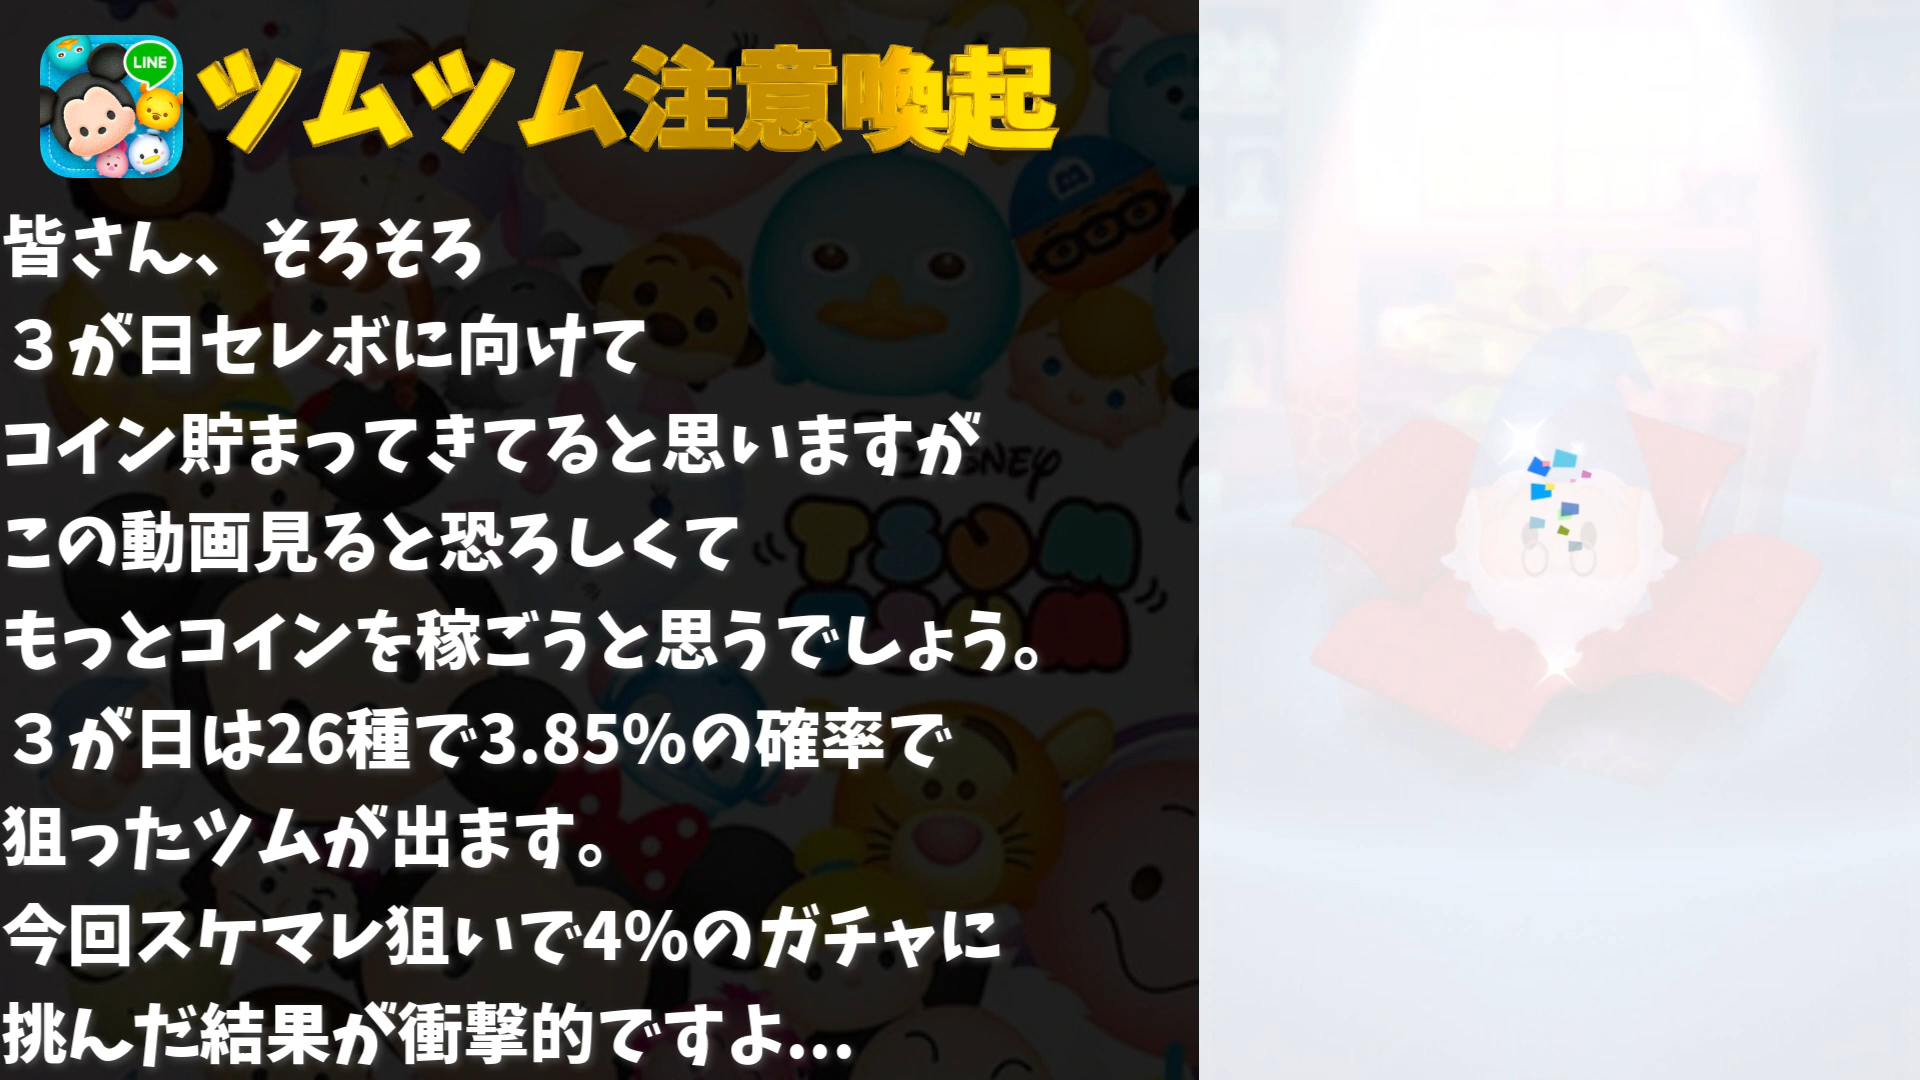 LINE
ツムツム注意喚起
皆さん、そろそろ
３が日セレボに向けて
コイン貯まってきてると思いますが
この動画見ると恐ろしくて
もっとコインを稼ごうと思うでしょう。
３が日は26種で3.85%の確率で
狙ったツムが出ます。
今回スケマレ狙いで4%のガチャに
挑んだ結果が衝撃的ですよ...
DISNEY
TSUM
TSUM